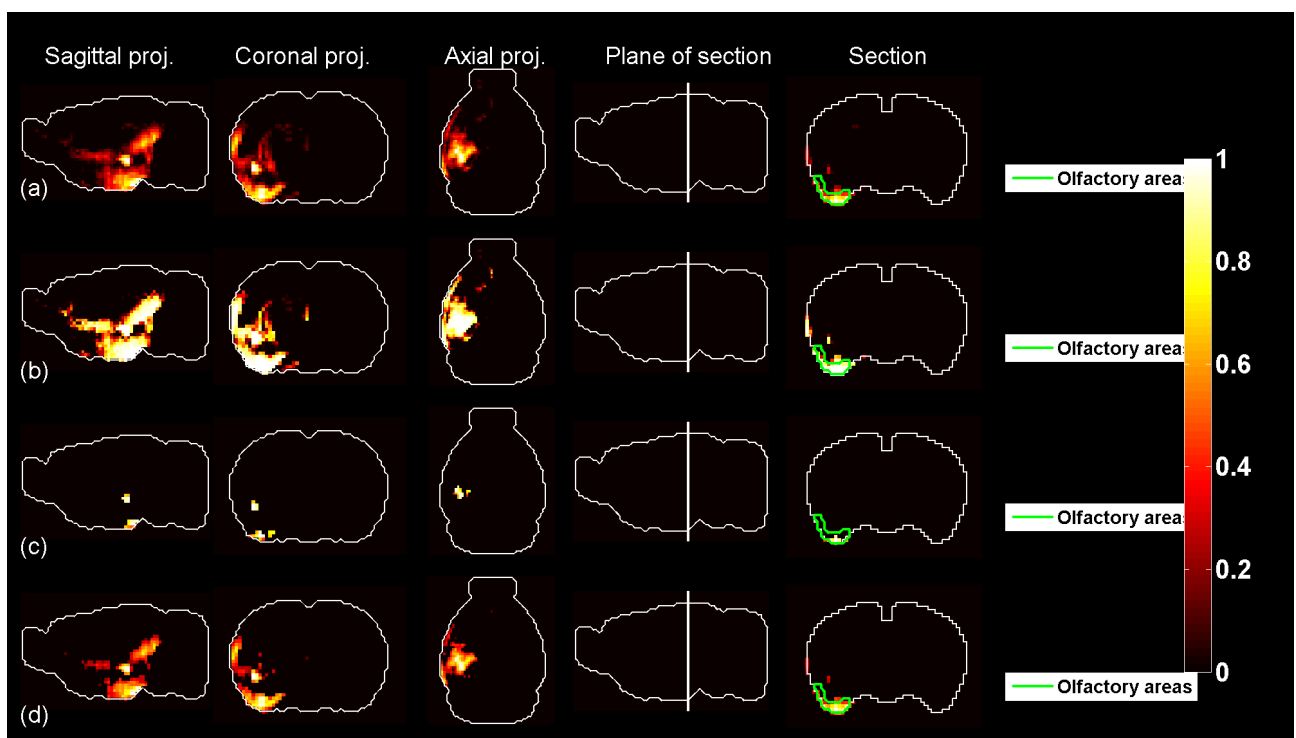 Sagittal proj. Coronal proj. Axial proj. Plane of section Section
(a)
Olfactory areas
(b)
Olfactory areas
(c)
Olfactory areas
(d)
Olfactory areas
1
0.8
0.6
0.4
0.2
0